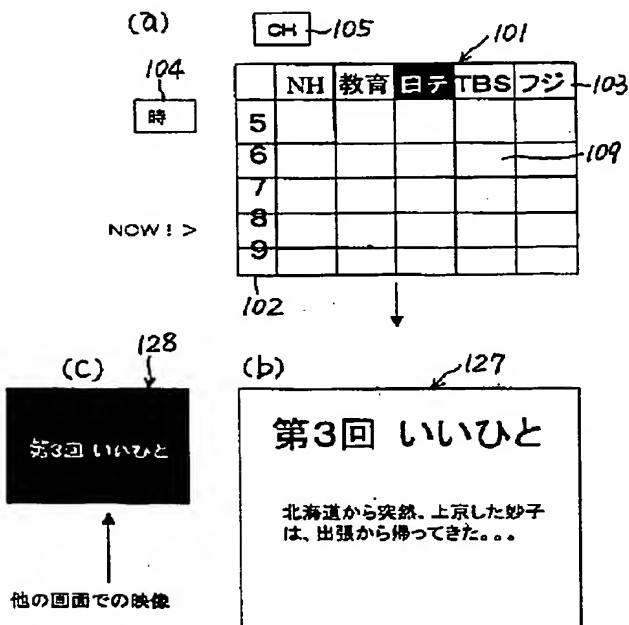 (a)
CH 105
101
104
時
NH 教育 日テ TBS フジ 103
5
6 109
7
NOW! > 8
9
102
(c) 128
(b) 127
第3回 いいひと
第3回 いいひと
北海道から突然、上京した妙子
は、出張から帰ってきた。。。
他の画面での映像